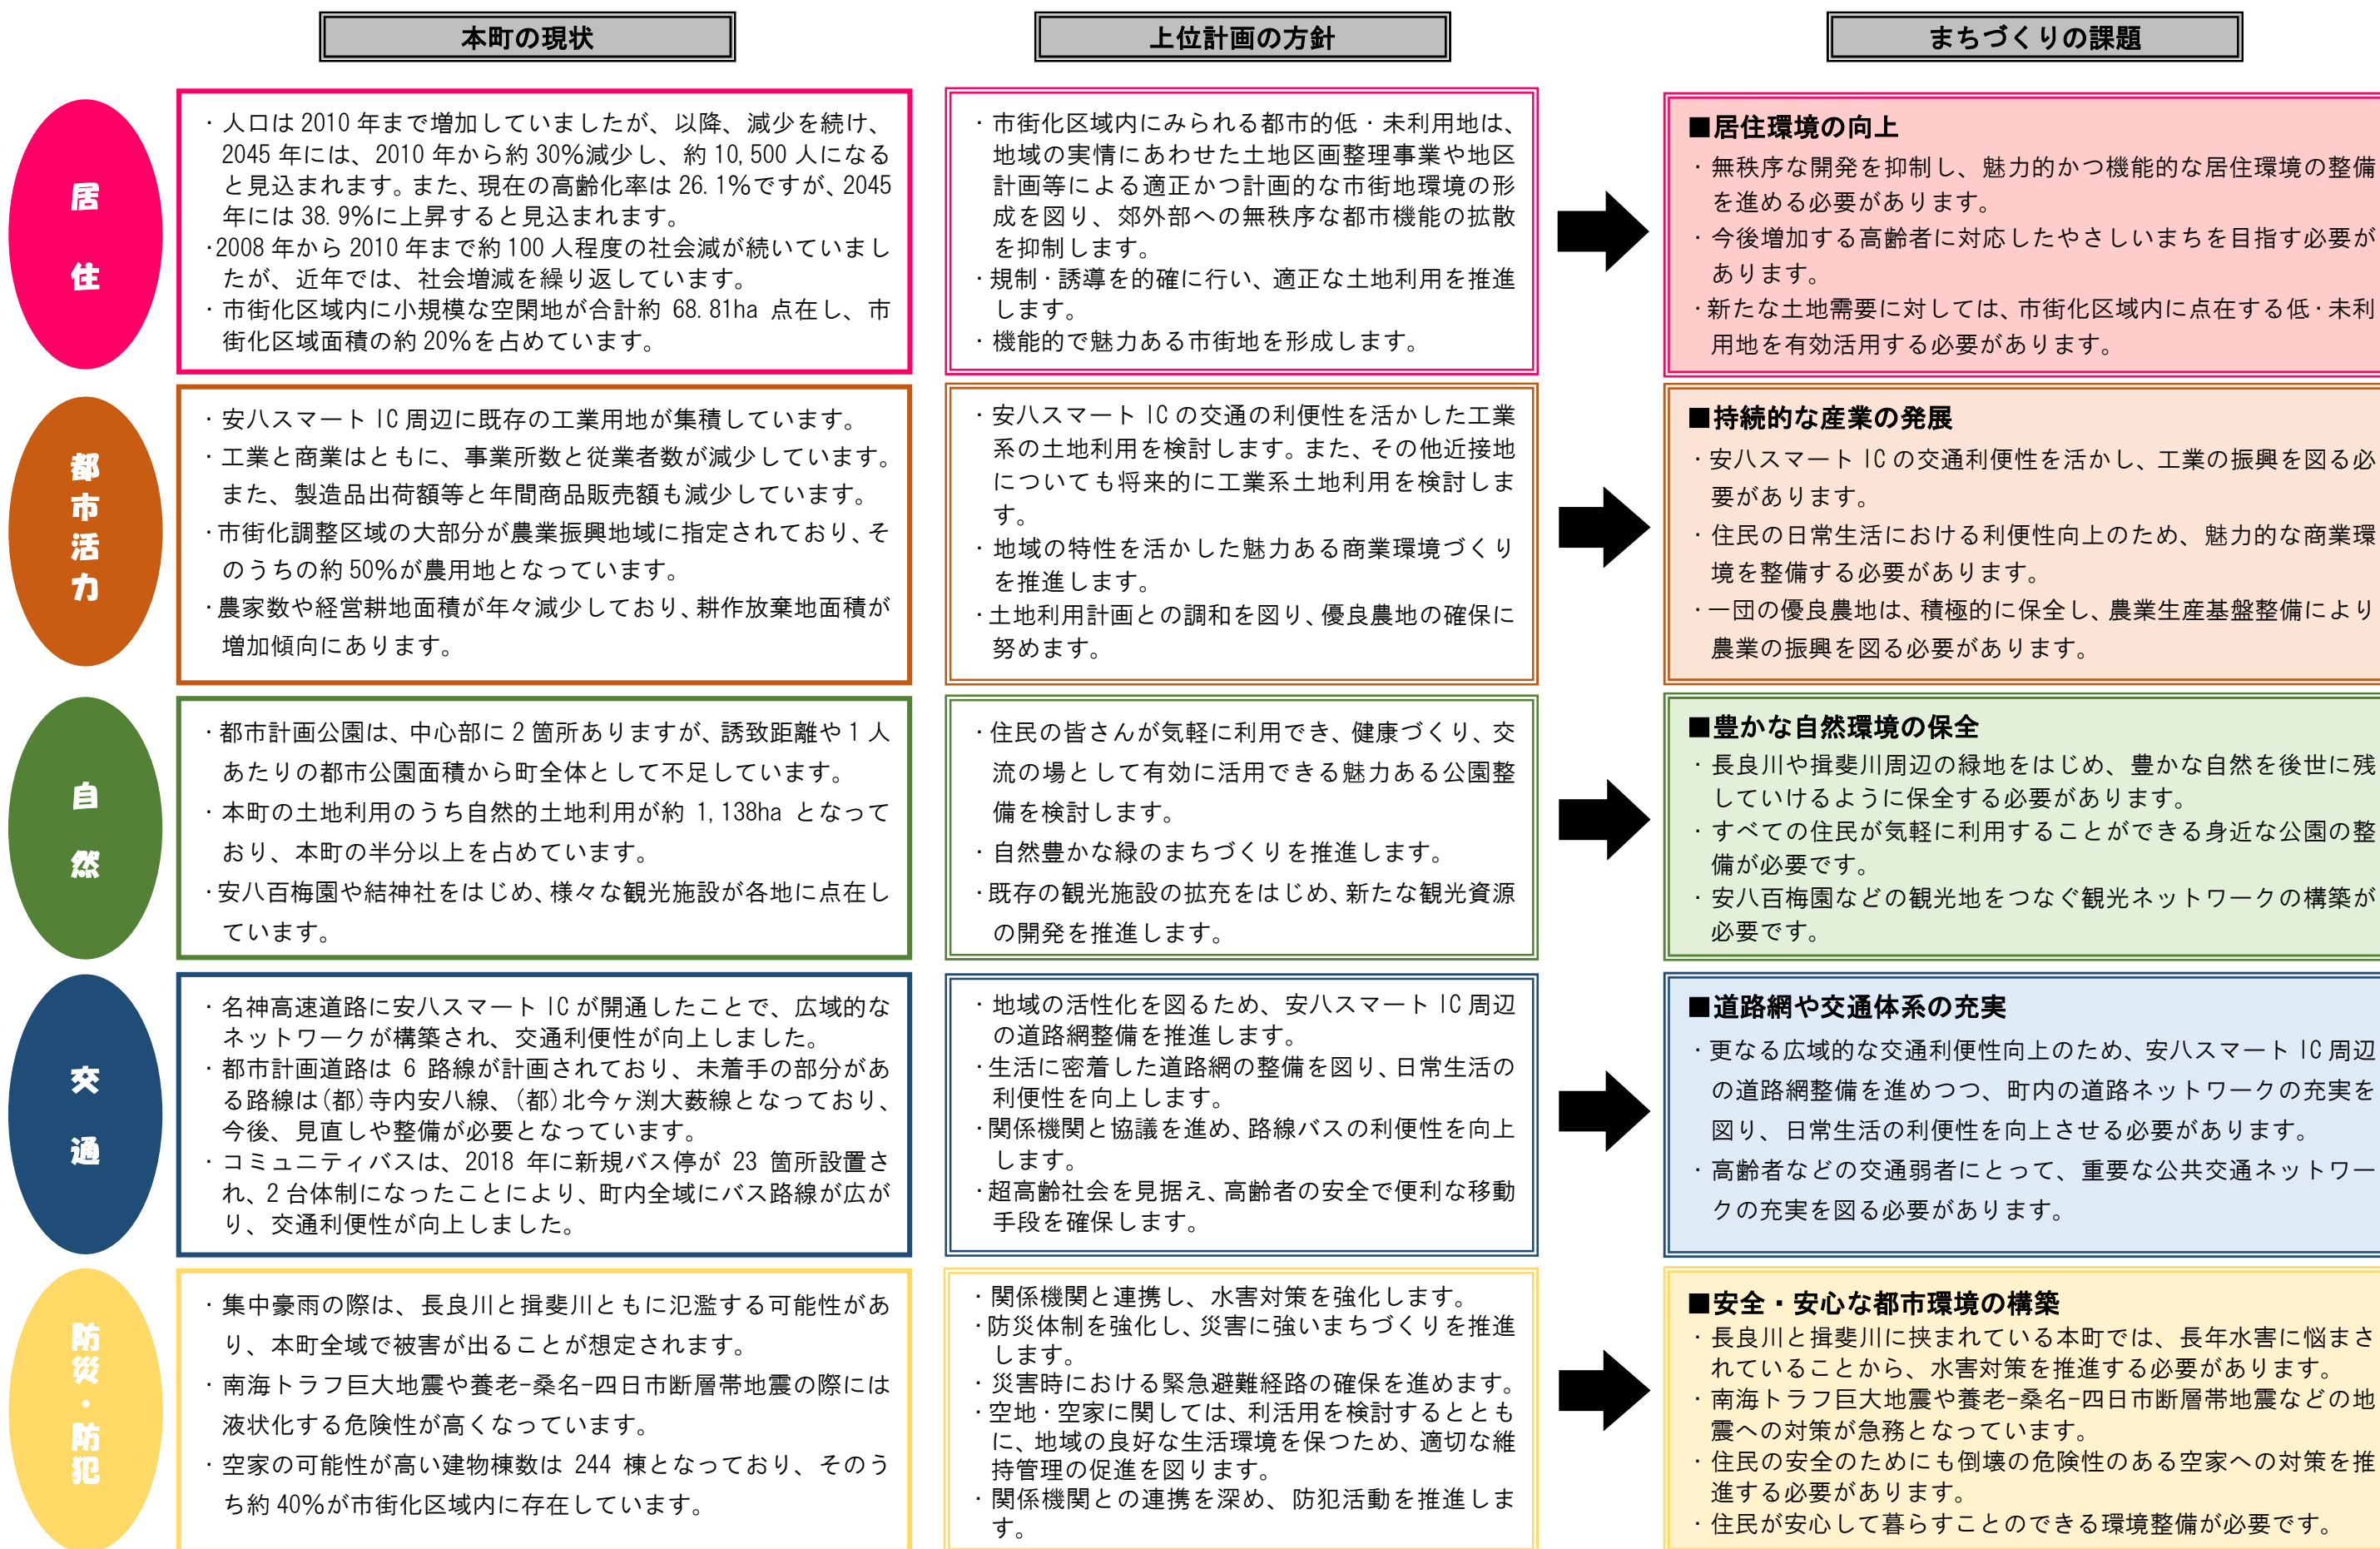 本町の現状
上位計画の方針
まちづくりの課題
居住
・人口は2010年まで増加していましたが、以降、減少を続け、
2045年には、2010年から約30%減少し、約10,500人になる
と見込まれます。また、現在の高齢化率は26.1%ですが、2045
年には38.9%に上昇すると見込まれます。
・2008年から2010年まで約100人程度の社会減が続いていまし
たが、近年では、社会増減を繰り返しています。
・市街化区域内に小規模な空閑地が合計約68.81ha点在し、市
街化区域面積の約20%を占めています。
・市街化区域内にみられる都市的低・未利用地は、
地域の実情にあわせた土地区画整理事業や地区
計画等による適正かつ計画的な市街地環境の形
成を図り、郊外部への無秩序な都市機能の拡散
を抑制します。
・規制・誘導を的確に行い、適正な土地利用を推進
します。
・機能的で魅力ある市街地を形成します。
■居住環境の向上
・無秩序な開発を抑制し、魅力的かつ機能的な居住環境の整備
を進める必要があります。
・今後増加する高齢者に対応したやさしいまちを目指す必要が
あります。
・新たな土地需要に対しては、市街化区域内に点在する低・未利
用地を有効活用する必要があります。
都市活力
・安八スマートIC周辺に既存の工業用地が集積しています。
・工業と商業はともに、事業所数と従業者数が減少しています。
また、製造品出荷額等と年間商品販売額も減少しています。
・市街化調整区域の大部分が農業振興地域に指定されており、そ
のうちの約50%が農用地となっています。
・農家数や経営耕地面積が年々減少しており、耕作放棄地面積が
増加傾向にあります。
・安八スマートICの交通の利便性を活かした工業
系の土地利用を検討します。また、その他近接地
についても将来的に工業系土地利用を検討しま
す。
・地域の特性を活かした魅力ある商業環境づくり
を推進します。
・土地利用計画との調和を図り、優良農地の確保に
努めます。
■持続的な産業の発展
・安八スマートICの交通利便性を活かし、工業の振興を図る必
要があります。
・住民の日常生活における利便性向上のため、魅力的な商業環
境を整備する必要があります。
・一団の優良農地は、積極的に保全し、農業生産基盤整備により
農業の振興を図る必要があります。
自然
・都市計画公園は、中心部に2箇所ありますが、誘致距離や1人
あたりの都市公園面積から町全体として不足しています。
・本町の土地利用のうち自然的土地利用が約1,138haとなって
おり、本町の半分以上を占めています。
・安八百梅園や結神社をはじめ、様々な観光施設が各地に点在し
ています。
・住民の皆さんが気軽に利用でき、健康づくり、交
流の場として有効に活用できる魅力ある公園整
備を検討します。
・自然豊かな緑のまちづくりを推進します。
・既存の観光施設の拡充をはじめ、新たな観光資源
の開発を推進します。
■豊かな自然環境の保全
・長良川や揖斐川周辺の緑地をはじめ、豊かな自然を後世に残
していけるように保全する必要があります。
・すべての住民が気軽に利用することができる身近な公園の整
備が必要です。
・安八百梅園などの観光地をつなぐ観光ネットワークの構築が
必要です。
交通
・名神高速道路に安八スマートICが開通したことで、広域的な
ネットワークが構築され、交通利便性が向上しました。
・都市計画道路は6路線が計画されており、未着手の部分があ
る路線は(都)寺内安八線、(都)北今ヶ渕大薮線となっており、
今後、見直しや整備が必要となっています。
・コミュニティバスは、2018年に新規バス停が23箇所設置さ
れ、2台体制になったことにより、町内全域にバス路線が広が
り、交通利便性が向上しました。
・地域の活性化を図るため、安八スマートIC周辺
の道路網整備を推進します。
・生活に密着した道路網の整備を図り、日常生活の
利便性を向上します。
・関係機関と協議を進め、路線バスの利便性を向上
します。
・超高齢社会を見据え、高齢者の安全で便利な移動
手段を確保します。
■道路網や交通体系の充実
・更なる広域的な交通利便性向上のため、安八スマートIC周辺
の道路網整備を進めつつ、町内の道路ネットワークの充実を
図り、日常生活の利便性を向上させる必要があります。
・高齢者などの交通弱者にとって、重要な公共交通ネットワー
クの充実を図る必要があります。
防災・防犯
・集中豪雨の際は、長良川と揖斐川ともに氾濫する可能性があ
り、本町全域で被害が出ることが想定されます。
・南海トラフ巨大地震や養老-桑名-四日市断層帯地震の際には
液状化する危険性が高くなっています。
・空家の可能性が高い建物棟数は244棟となっており、そのう
ち約40%が市街化区域内に存在しています。
・関係機関と連携し、水害対策を強化します。
・防災体制を強化し、災害に強いまちづくりを推進
します。
・災害時における緊急避難経路の確保を進めます。
・空地・空家に関しては、利活用を検討するととも
に、地域の良好な生活環境を保つため、適切な維
持管理の促進を図ります。
・関係機関との連携を深め、防犯活動を推進しま
す。
■安全・安心な都市環境の構築
・長良川と揖斐川に挟まれている本町では、長年水害に悩まさ
れていることから、水害対策を推進する必要があります。
・南海トラフ巨大地震や養老-桑名-四日市断層帯地震などの地
震への対策が急務となっています。
・住民の安全のためにも倒壊の危険性のある空家への対策を推
進する必要があります。
・住民が安心して暮らすことのできる環境整備が必要です。